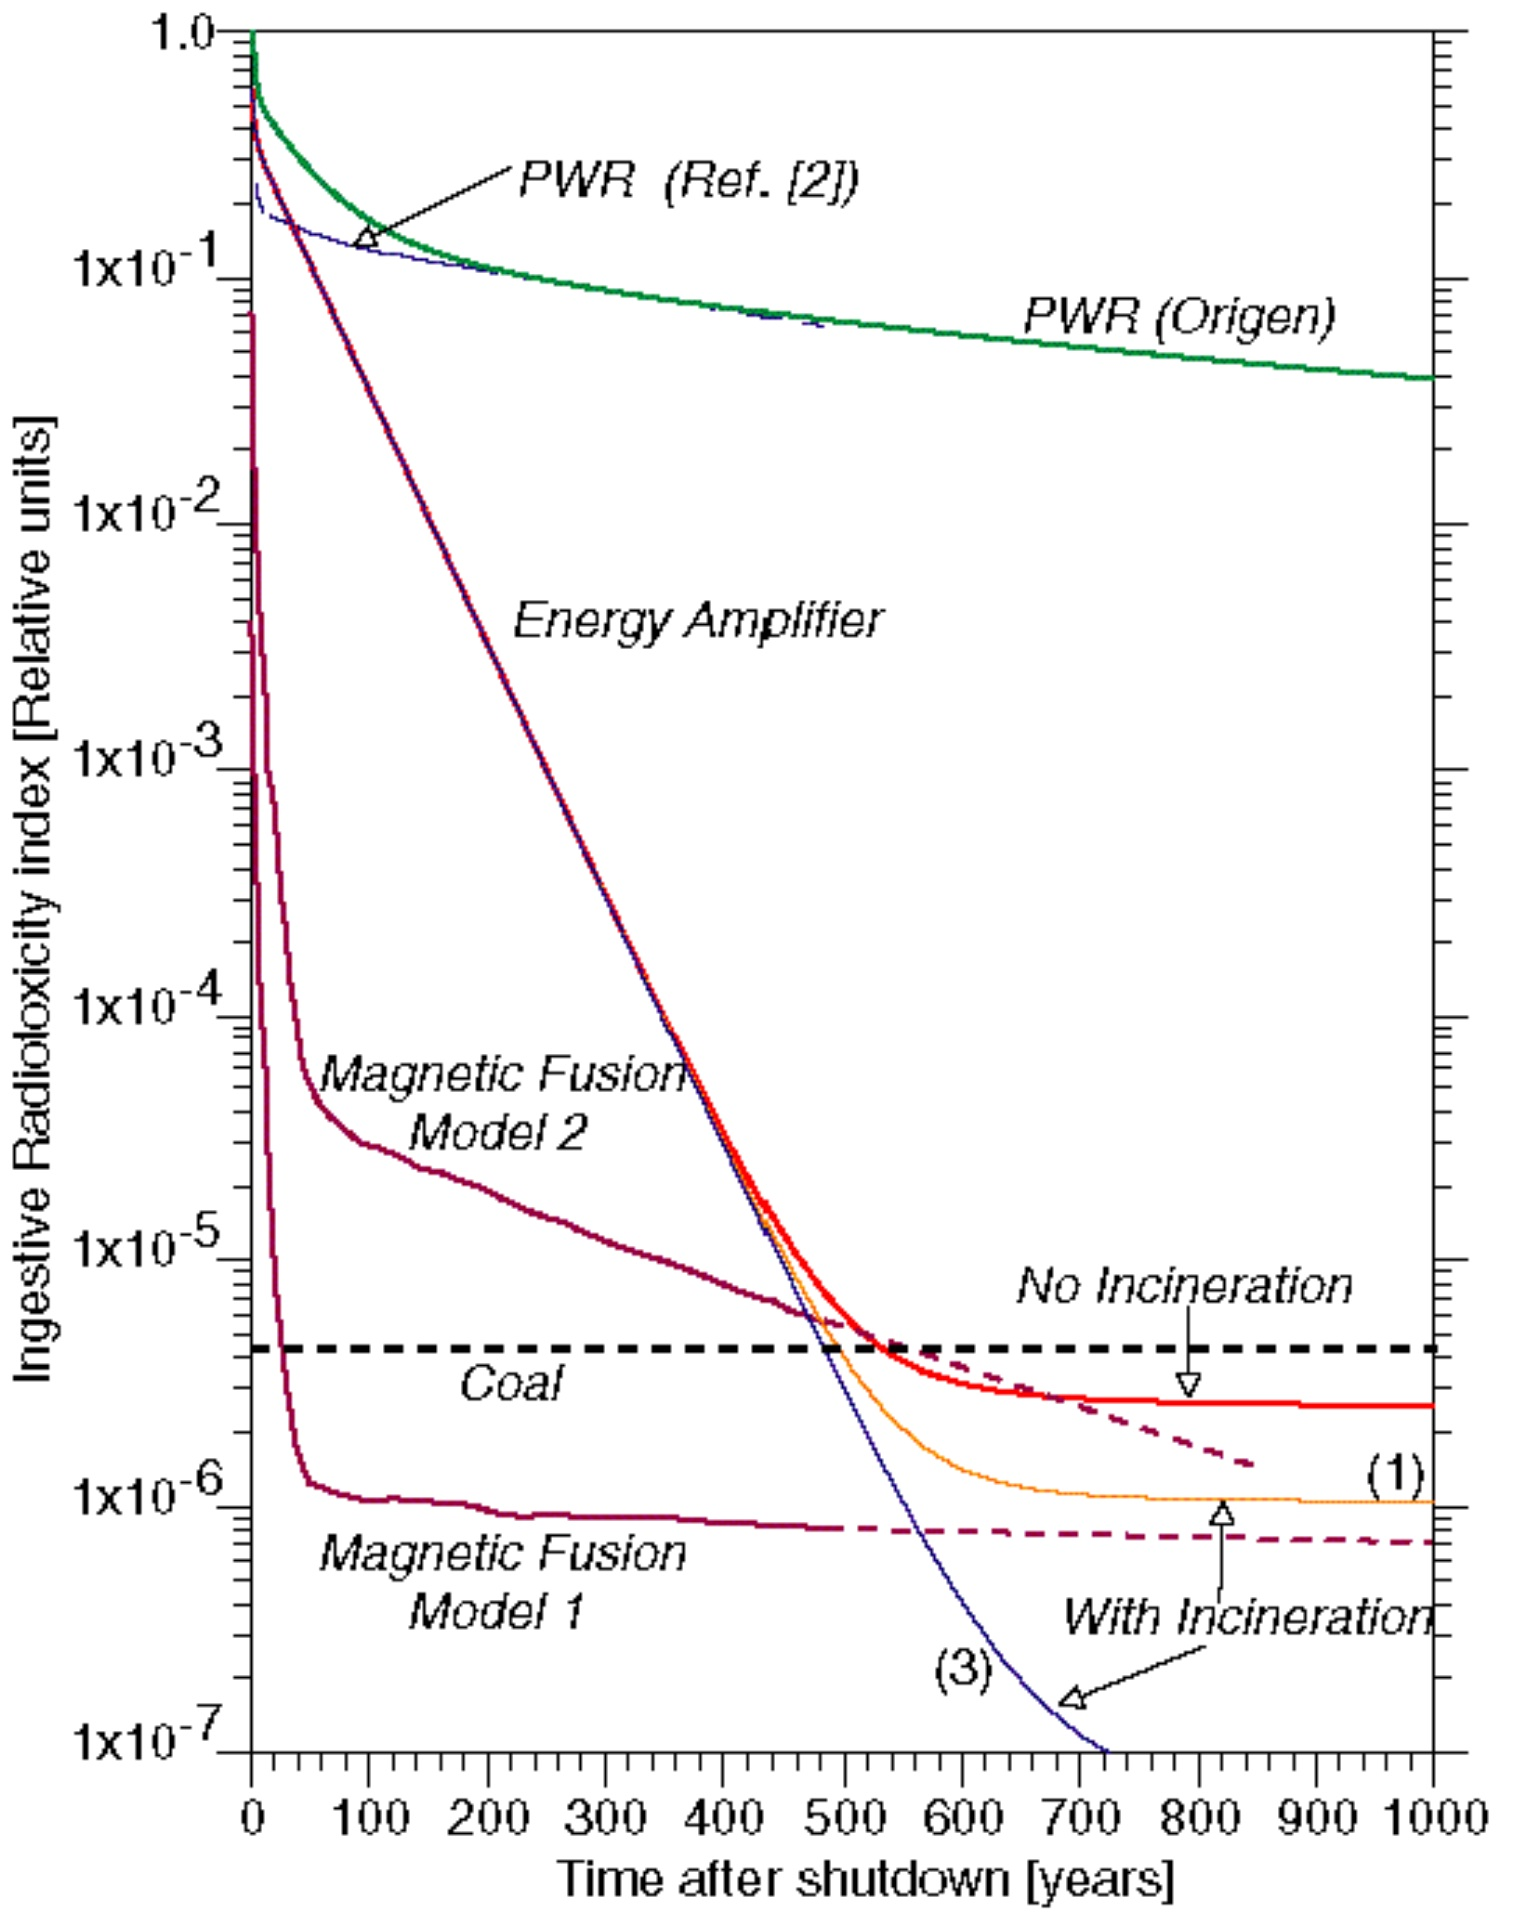 1.0
PWR (Ref. [2])
1x10-1
PWR (Origen)
1x10-2
Energy Amplifier
1x10-3
1x10-4
Magnetic Fusion
Model 2
1x10-5
No Incineration
Coal
(1)
1x10-6
Magnetic Fusion
Model 1
With Incineration
(3)
1x10-7
0 100 200 300 400 500 600 700 800 900 1000
Time after shutdown [years]
Ingestive Radioloxicity index [Relative units]